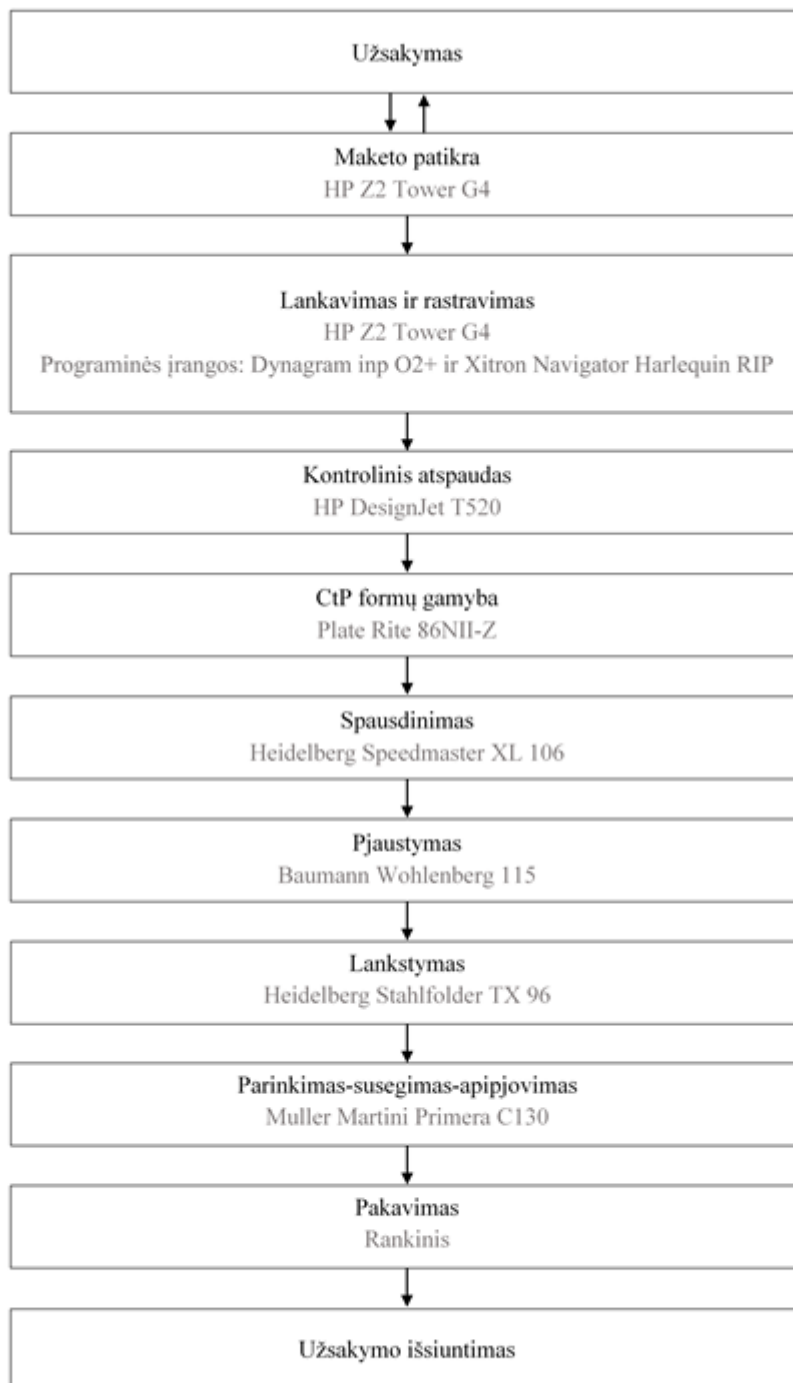 Užsakymas
Maketo patikra
HP Z2 Tower G4
Lankavimas ir rastravimas
HP Z2 Tower G4
Programinės įrangos: Dynagram inp O2+ ir Xitron Navigator Harlequin RIP
Kontrolinis atspaudas
HP DesignJet T520
CtP formų gamyba
Plate Rite 86NII-Z
Spausdinimas
Heidelberg Speedmaster XL 106
Pjaustymas
Baumann Wohlenberg 115
Lankstymas
Heidelberg Stahlfolder TX 96
Parinkimas-susegimas-apipjovimas
Muller Martini Primera C130
Pakavimas
Rankinis
Užsakymo išsiuntimas